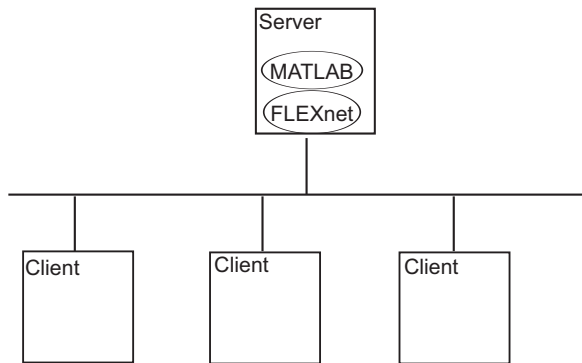 Server
MATLAB
FLEXnet
Client
Client
Client